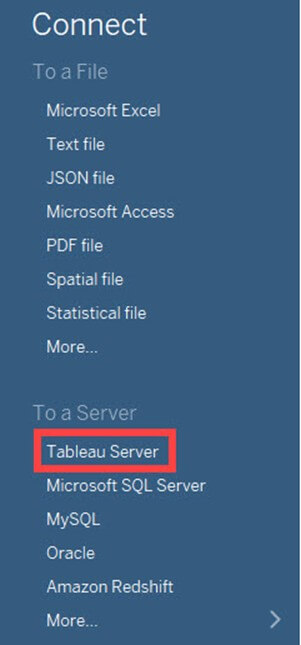 Connect
To a File
Microsoft Excel
Text file
JSON file
Microsoft Access
PDF file
Spatial file
Statistical file
More...
To a Server
Tableau Server
Microsoft SQL Server
MySQL
Oracle
Amazon Redshift
More...